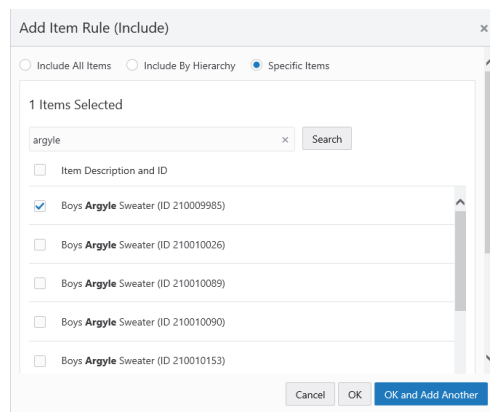 Add Item Rule (Include)
Include All Items Include By Hierarchy Specific Items
1 Items Selected
argyle Search
Item Description and ID
Boys Argyle Sweater (ID 210009985)
Boys Argyle Sweater (ID 210010026)
Boys Argyle Sweater (ID 210010089)
Boys Argyle Sweater (ID 210010090)
Boys Argyle Sweater (ID 210010153)
Cancel OK OK and Add Another